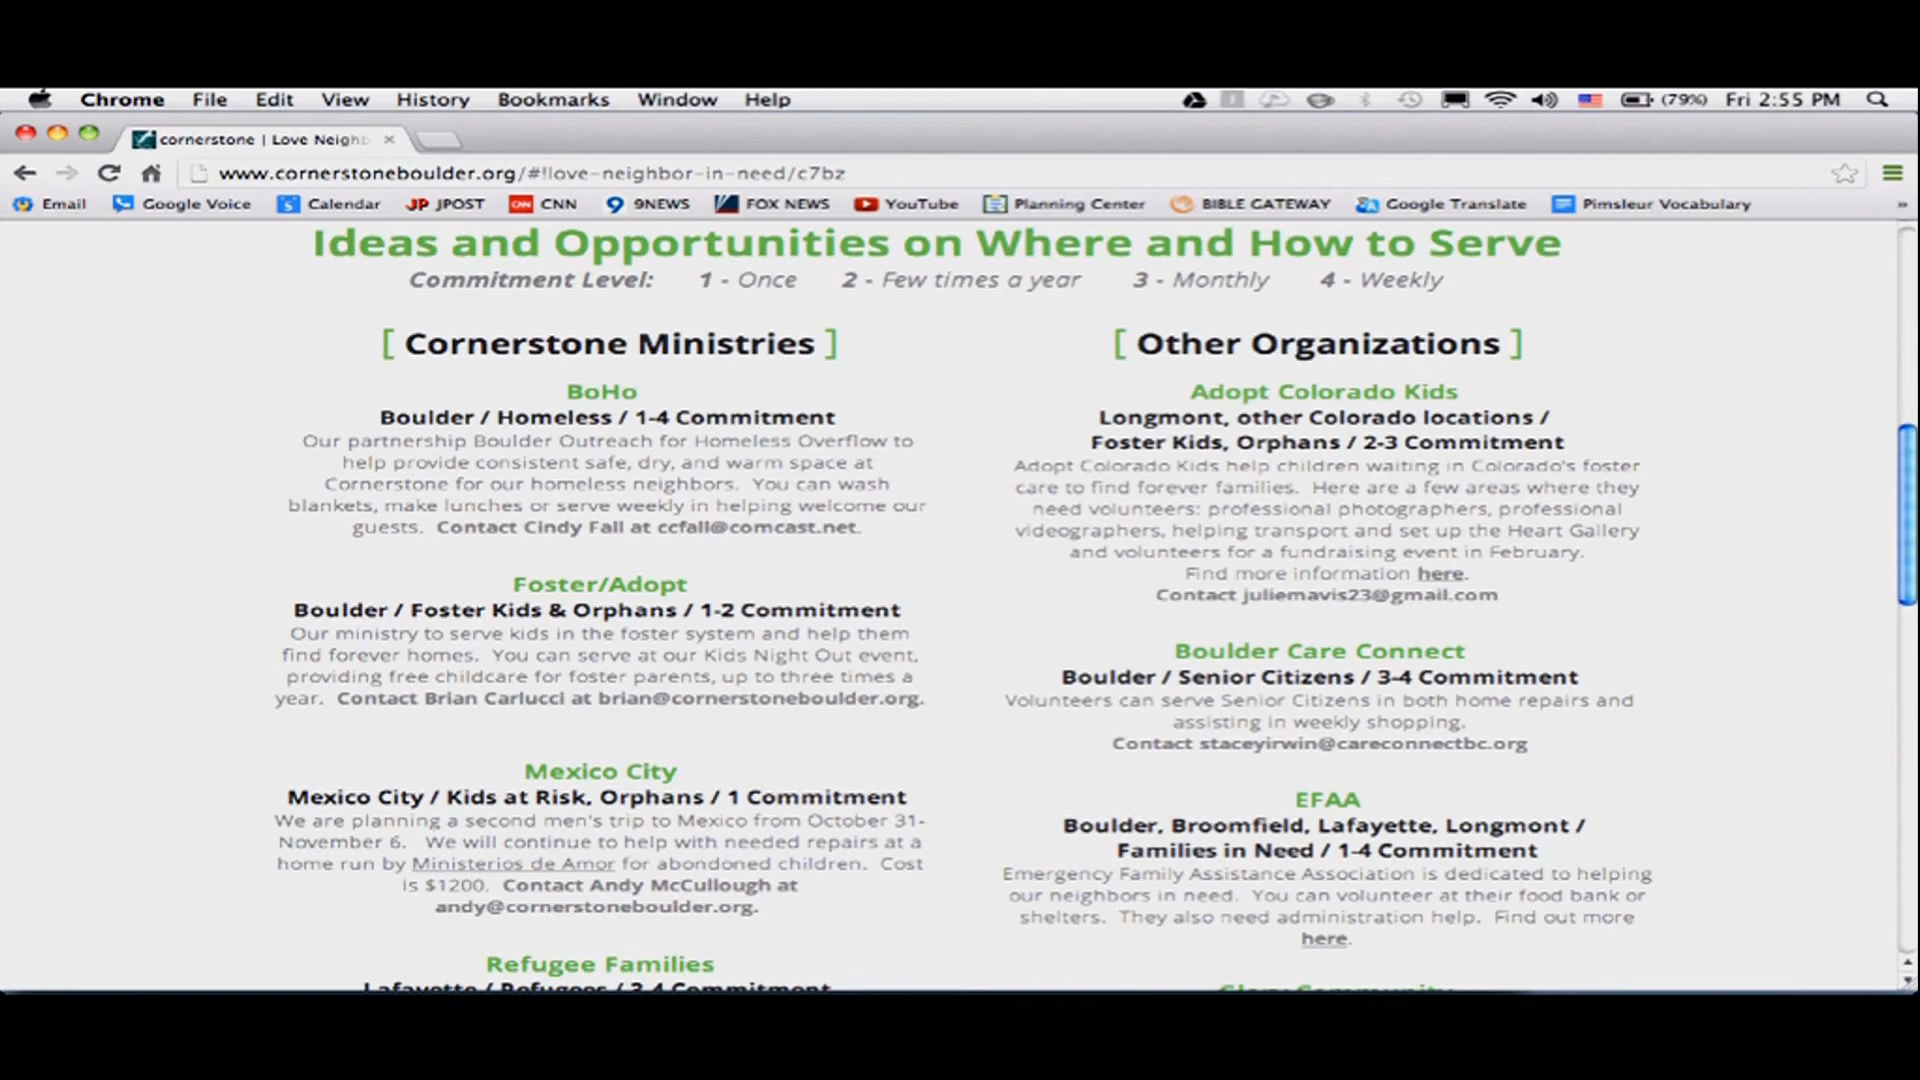 Chrome File Edit View History Bookmarks Window Help (79%) Fri 2:55 PM
cornerstone | Love Neighb
www.cornerstoneboulder.org/#!love-neighbor-in-need/c7bz
Email Google Voice Calendar JP JPOST CNN CNN 9NEWS FOX NEWS YouTube Planning Center BIBLE GATEWAY Google Translate Pimsleur Vocabulary »
Ideas and Opportunities on Where and How to Serve
Commitment Level: 1 - Once 2 - Few times a year 3 - Monthly 4 - Weekly
[ Cornerstone Ministries ]
BoHo
Boulder / Homeless / 1-4 Commitment
Our partnership Boulder Outreach for Homeless Overflow to
help provide consistent safe, dry, and warm space at
Cornerstone for our homeless neighbors. You can wash
blankets, make lunches or serve weekly in helping welcome our
guests. Contact Cindy Fall at ccfall@comcast.net.
Foster/Adopt
Boulder / Foster Kids & Orphans / 1-2 Commitment
Our ministry to serve kids in the foster system and help them
find forever homes. You can serve at our Kids Night Out event,
providing free childcare for foster parents, up to three times a
year. Contact Brian Carlucci at brian@cornerstoneboulder.org.
Mexico City
Mexico City / Kids at Risk, Orphans / 1 Commitment
We are planning a second men's trip to Mexico from October 31-
November 6. We will continue to help with needed repairs at a
home run by Ministerios de Amor for abondoned children. Cost
is $1200. Contact Andy McCullough at
andy@cornerstoneboulder.org.
Refugee Families
Lafayette / Refugees / 3-4 Commitment
[ Other Organizations ]
Adopt Colorado Kids
Longmont, other Colorado locations /
Foster Kids, Orphans / 2-3 Commitment
Adopt Colorado Kids help children waiting in Colorado's foster
care to find forever families. Here are a few areas where they
need volunteers: professional photographers, professional
videographers, helping transport and set up the Heart Gallery
and volunteers for a fundraising event in February.
Find more information here.
Contact juliemavis23@gmail.com
Boulder Care Connect
Boulder / Senior Citizens / 3-4 Commitment
Volunteers can serve Senior Citizens in both home repairs and
assisting in weekly shopping.
Contact staceyirwin@careconnectbc.org
EFAA
Boulder, Broomfield, Lafayette, Longmont /
Families in Need / 1-4 Commitment
Emergency Family Assistance Association is dedicated to helping
our neighbors in need. You can volunteer at their food bank or
shelters. They also need administration help. Find out more
here.